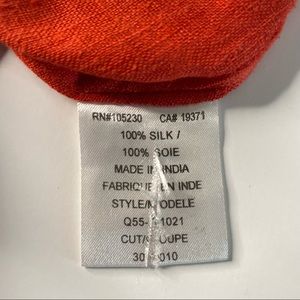 RN#105230 CA# 19371
100% SILK /
100% SOIE
MADE IN INDIA
FABRIQUE EN INDE
STYLE/MODELE
CUT/COUPE